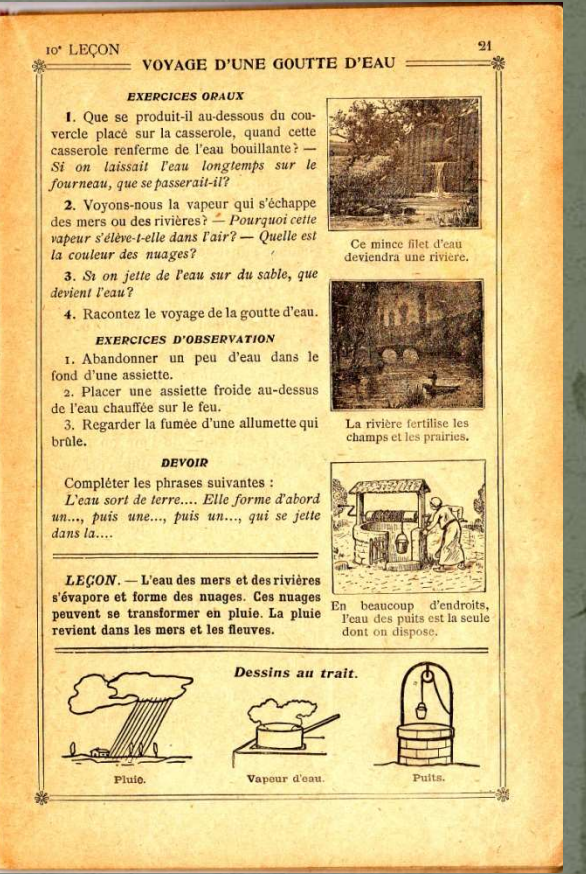 10e LEÇON
21
VOYAGE D'UNE GOUTTE D'EAU
EXERCICES ORAUX
1. Que se produit-il au-dessous du cou-
vercle placé sur la casserole, quand cette
casserole renferme de l'eau bouillante? —
Si on laissait l'eau longtemps sur le
fourneau, que se passerait-il?
2. Voyons-nous la vapeur qui s'échappe
des mers ou des rivières? — Pourquoi cette
vapeur s'élève-t-elle dans l'air? — Quelle est
la couleur des nuages?
3. Si on jette de l'eau sur du sable, que
devient l'eau?
4. Racontez le voyage de la goutte d'eau.
EXERCICES D'OBSERVATION
1. Abandonner un peu d'eau dans le
fond d'une assiette.
2. Placer une assiette froide au-dessus
de l'eau chauffée sur le feu.
3. Regarder la fumée d'une allumette qui
brûle.
DEVOIR
Compléter les phrases suivantes :
L'eau sort de terre.... Elle forme d'abord
un..., puis une..., puis un..., qui se jette
dans la....
LEÇON. — L'eau des mers et des rivières
s'évapore et forme des nuages. Ces nuages
peuvent se transformer en pluie. La pluie
revient dans les mers et les fleuves.
Ce mince filet d'eau
deviendra une rivière.
La rivière fertilise les
champs et les prairies.
En beaucoup d'endroits,
l'eau des puits est la seule
dont on dispose.
Dessins au trait.
Pluie.
Vapeur d'eau.
Puits.